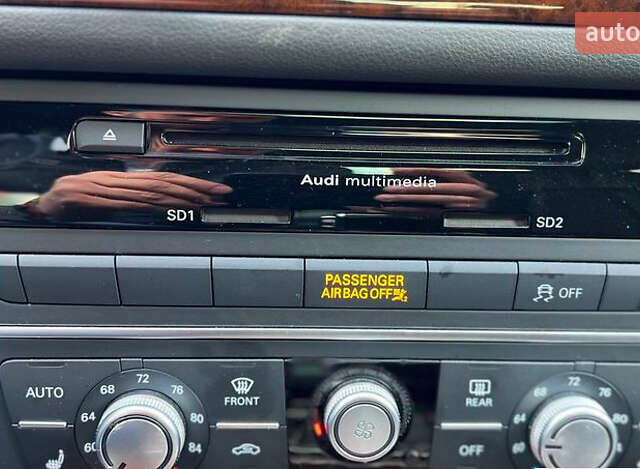 auto
Audi multimedia
SD1
SD2
PASSENGER
AIRBAG OFF
OFF
AUTO
60 64 68 72 76 80 84
FRONT
REAR
OFF
60 64 68 72 76 80 84